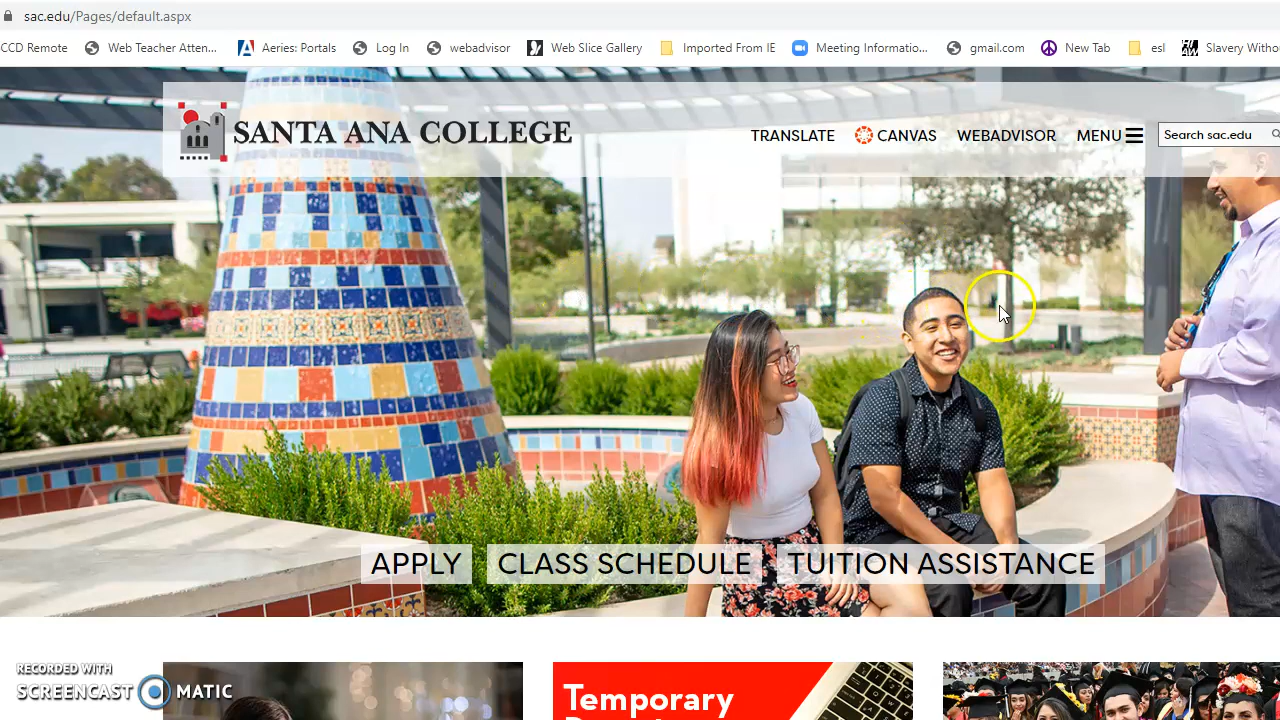 sac.edu/Pages/default.aspx
CCD Remote Web Teacher Atten... Aeries: Portals Log In webadvisor Web Slice Gallery Imported From IE Meeting Informatio... gmail.com New Tab esl Slavery Witho
SANTA ANA COLLEGE TRANSLATE CANVAS WEBADVISOR MENU Search sac.edu
APPLY CLASS SCHEDULE TUITION ASSISTANCE
RECORDED WITH
SCREENCAST MATIC
Temporary